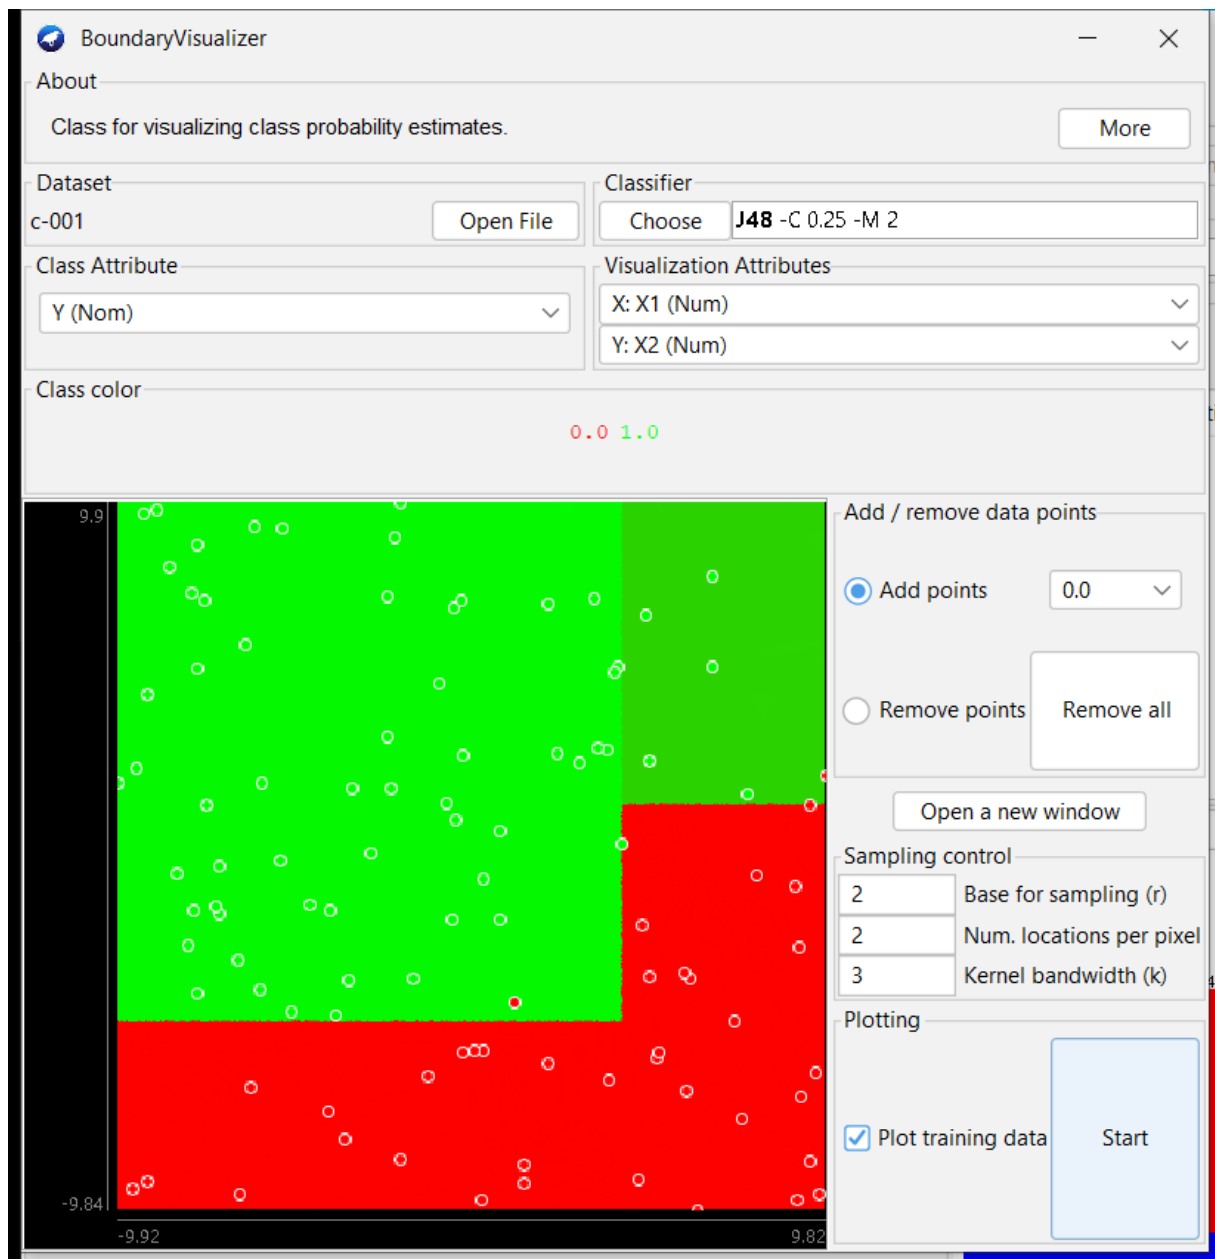 BoundaryVisualizer
About
Class for visualizing class probability estimates.
More
Dataset
c-001
Open File
Classifier
Choose
J48 -C 0.25 -M 2
Class Attribute
Y (Nom)
Visualization Attributes
X: X1 (Num)
Y: X2 (Num)
Class color
0.0 1.0
9.9
-9.84
-9.92
9.82
Add / remove data points
Add points
0.0
Remove points
Remove all
Open a new window
Sampling control
2
Base for sampling (r)
2
Num. locations per pixel
3
Kernel bandwidth (k)
Plotting
Plot training data
Start